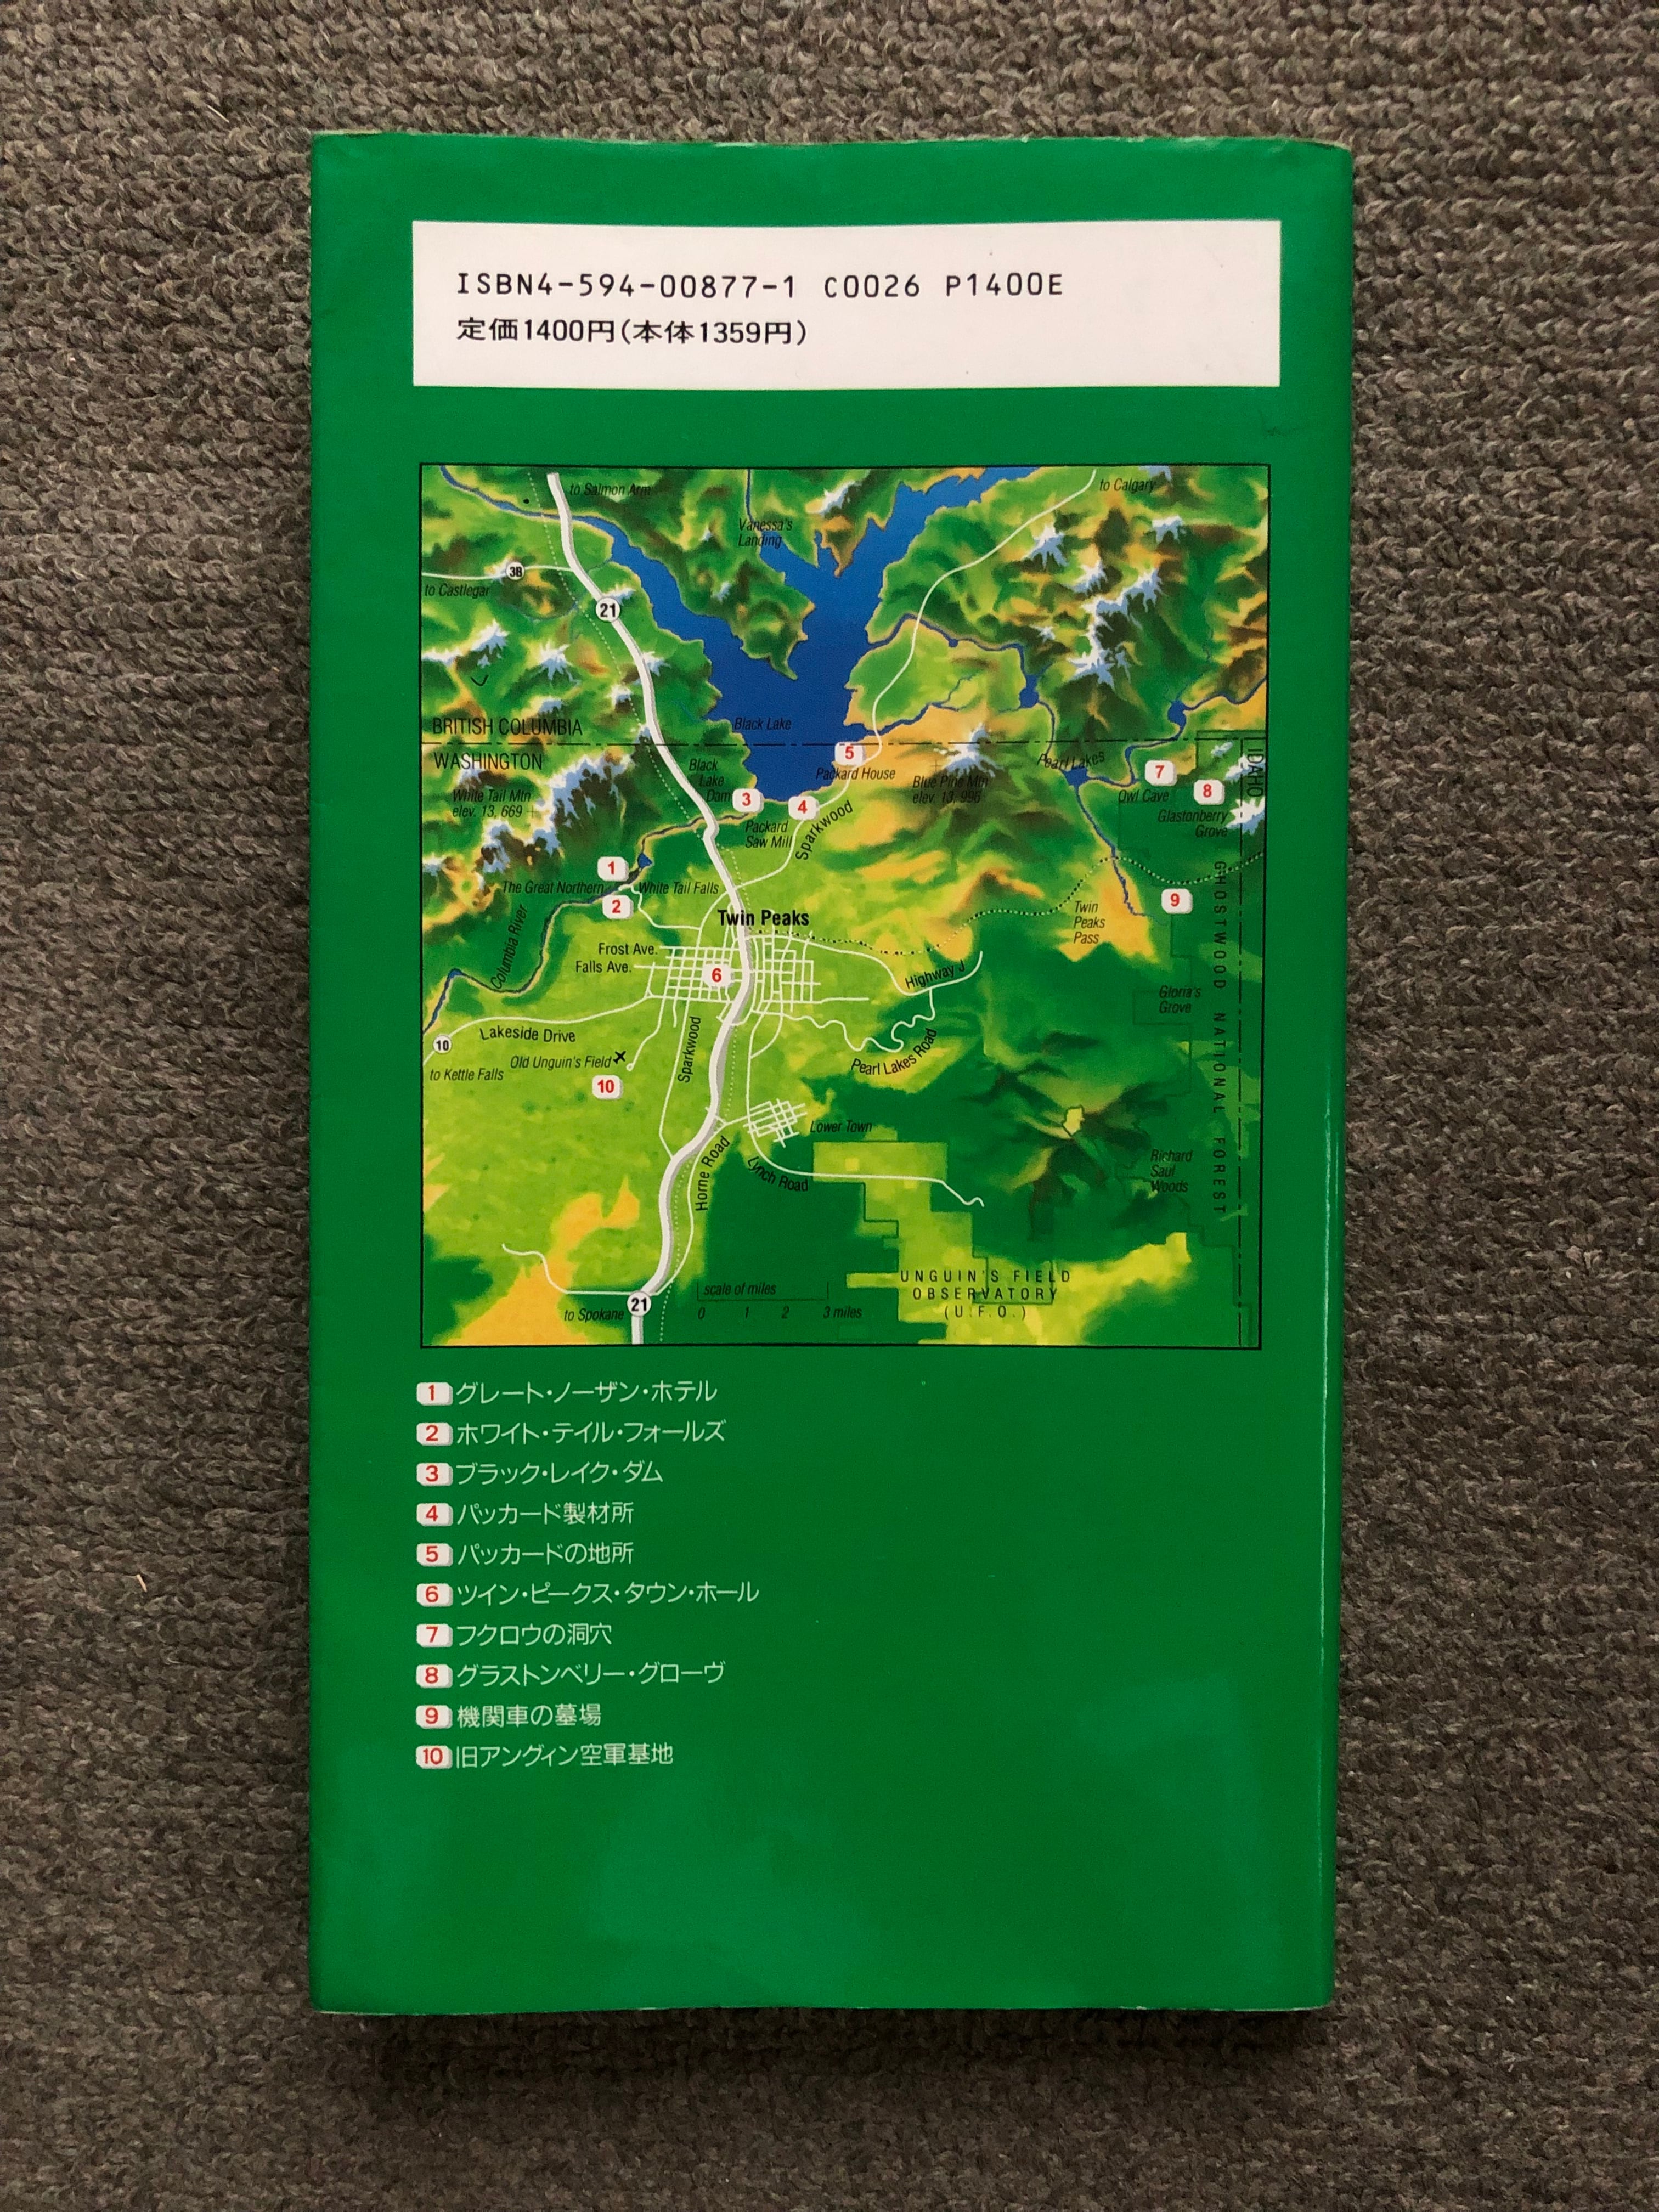 ISBN4-594-00877-1 C0026 P1400E
定価1400円(本体1359円)
to Salmon Arm
to Calgary
Vanessa's
Landing
3B
to Castlegar
21
BRITISH COLUMBIA
Black Lake
WASHINGTON
IDAHO
White Tail Mtn
elev. 13, 669
Black
Lake
Dam
3
4
5
Packard House
Blue Pine Mtn
elev. 13, 996
Pearl Lakes
7
Owl Cave
8
Glastonberry
Grove
Packard
Saw Mill
Sparkwood
1
The Great Northern
White Tail Falls
2
Columbia River
Twin Peaks
9
Twin
Peaks
Pass
GHOSTWOOD NATIONAL FOREST
Frost Ave.
Falls Ave.
6
Highway J
Gloria's
Grove
Lakeside Drive
10
to Kettle Falls
Old Unguin's Field
10
Sparkwood
Pearl Lakes Road
Lower Town
Horne Road
Lynch Road
Richard
Saul
Woods
UNGUIN'S FIELD
OBSERVATORY
(U.F.O.)
scale of miles
0 1 2 3 miles
to Spokane
21
1 グレート・ノーザン・ホテル
2 ホワイト・テイル・フォールズ
3 ブラック・レイク・ダム
4 パッカード製材所
5 パッカードの地所
6 ツイン・ピークス・タウン・ホール
7 フクロウの洞穴
8 グラストンベリー・グローヴ
9 機関車の墓場
10 旧アングィン空軍基地